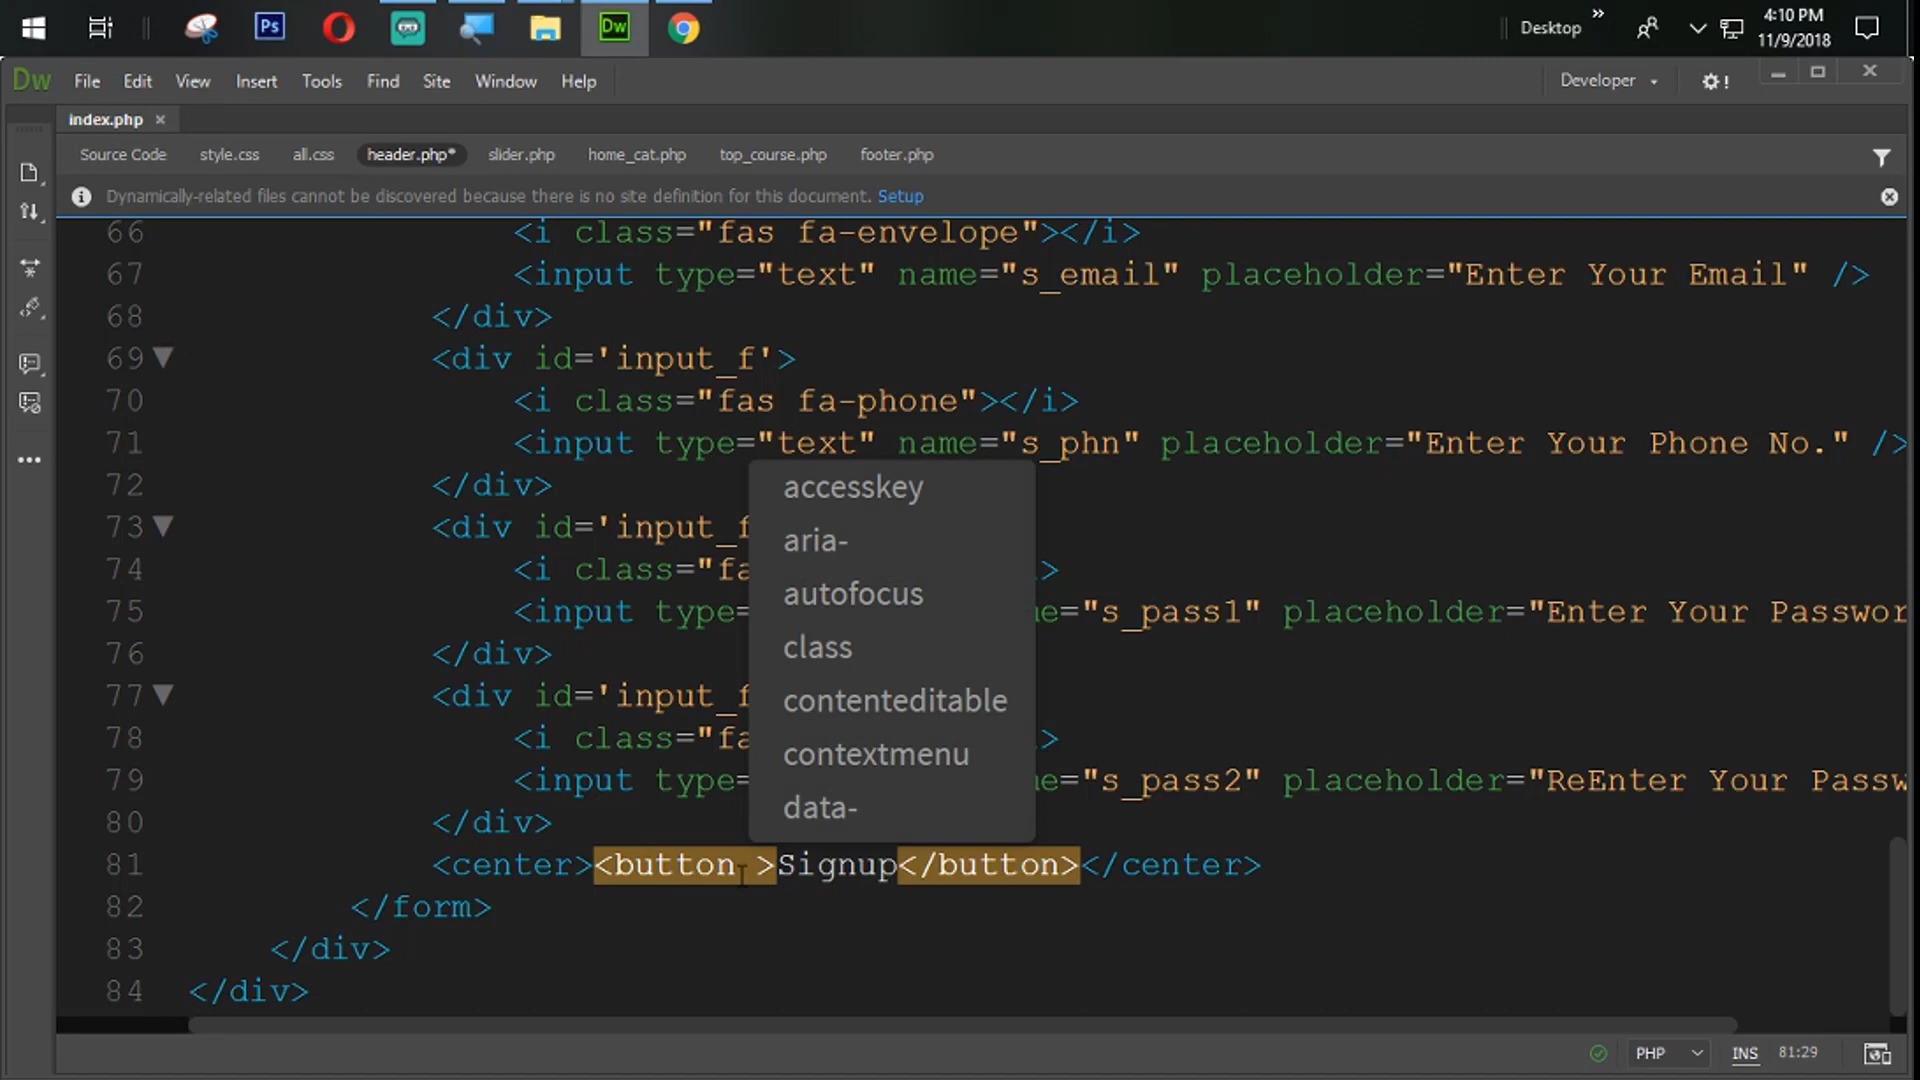 Ps
Dw
Desktop
»
4:10 PM
11/9/2018
Dw File Edit View Insert Tools Find Site Window Help
Developer
!
index.php ×
Source Code style.css all.css header.php* slider.php home_cat.php top_course.php footer.php
Dynamically-related files cannot be discovered because there is no site definition for this document. Setup
66 <i class="fas fa-envelope"></i>
67 <input type="text" name="s_email" placeholder="Enter Your Email" />
68 </div>
69 <div id='input_f'>
70 <i class="fas fa-phone"></i>
71 <input type="text" name="s_phn" placeholder="Enter Your Phone No." />
72 </div>
73 <div id='input_f
74 <i class="fa >
75 <input type= e="s_pass1" placeholder="Enter Your Passwor
76 </div>
77 <div id='input_f
78 <i class="fa >
79 <input type= e="s_pass2" placeholder="ReEnter Your Passw
80 </div>
81 <center><button >Signup</button></center>
82 </form>
83 </div>
84 </div>
accesskey
aria-
autofocus
class
contenteditable
contextmenu
data-
PHP INS 81:29